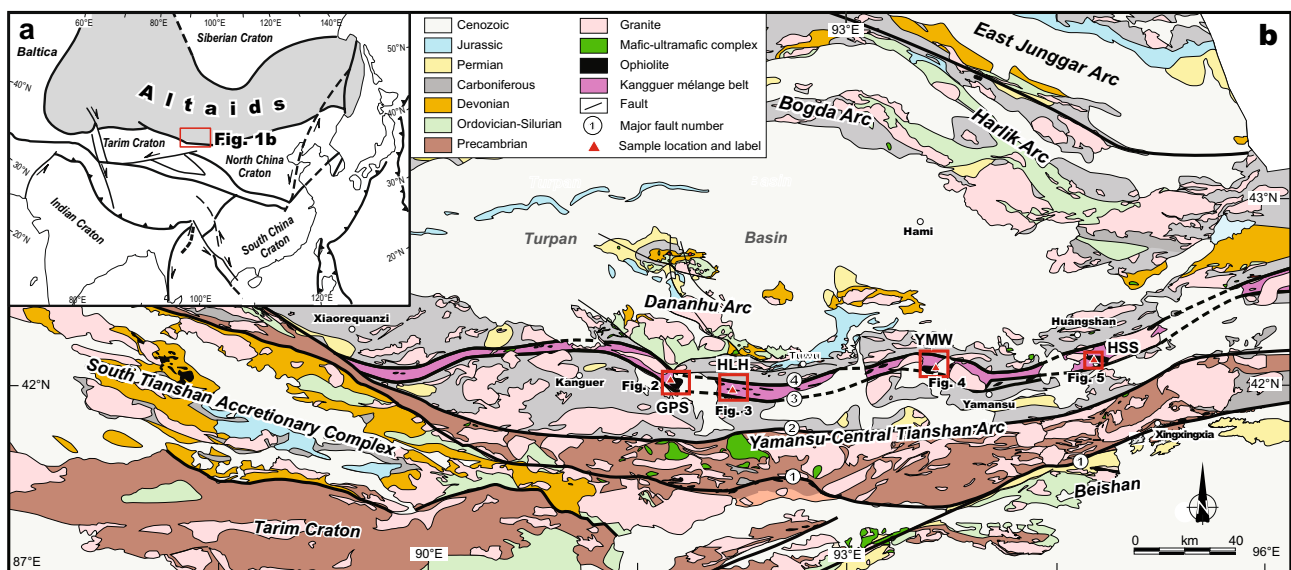 a
60°E
80°E
100°E
120°E
140°E
Baltica
Siberian Craton
50°N
40°N
Altaids
40°N
Fig. 1b
Tarim Craton
North China
Craton
30°N
30°N
Indian Craton
South China
Craton
20°N
20°N
80°E
100°E
120°E
Cenozoic
Jurassic
Permian
Carboniferous
Devonian
Ordovician-Silurian
Precambrian
Granite
Mafic-ultramafic complex
Ophiolite
Kangguer mélange belt
Fault
1 Major fault number
Sample location and label
b
93°E
East Junggar Arc
Bogda Arc
Harlik Arc
43°N
Turpan
Basin
Hami
Dananhu Arc
Xiaorequanzi
Huangshan
Tuwu
YMW
HSS
HLH
42°N
Kanguer
Fig. 2
GPS
Fig. 3
4
3
Fig. 4
Yamansu
Fig. 5
42°N
South Tianshan Accretionary Complex
2
Yamansu-Central Tianshan Arc
Xingxingxia
1
1
Beishan
Tarim Craton
N
87°E
90°E
93°E
0 km 40
96°E